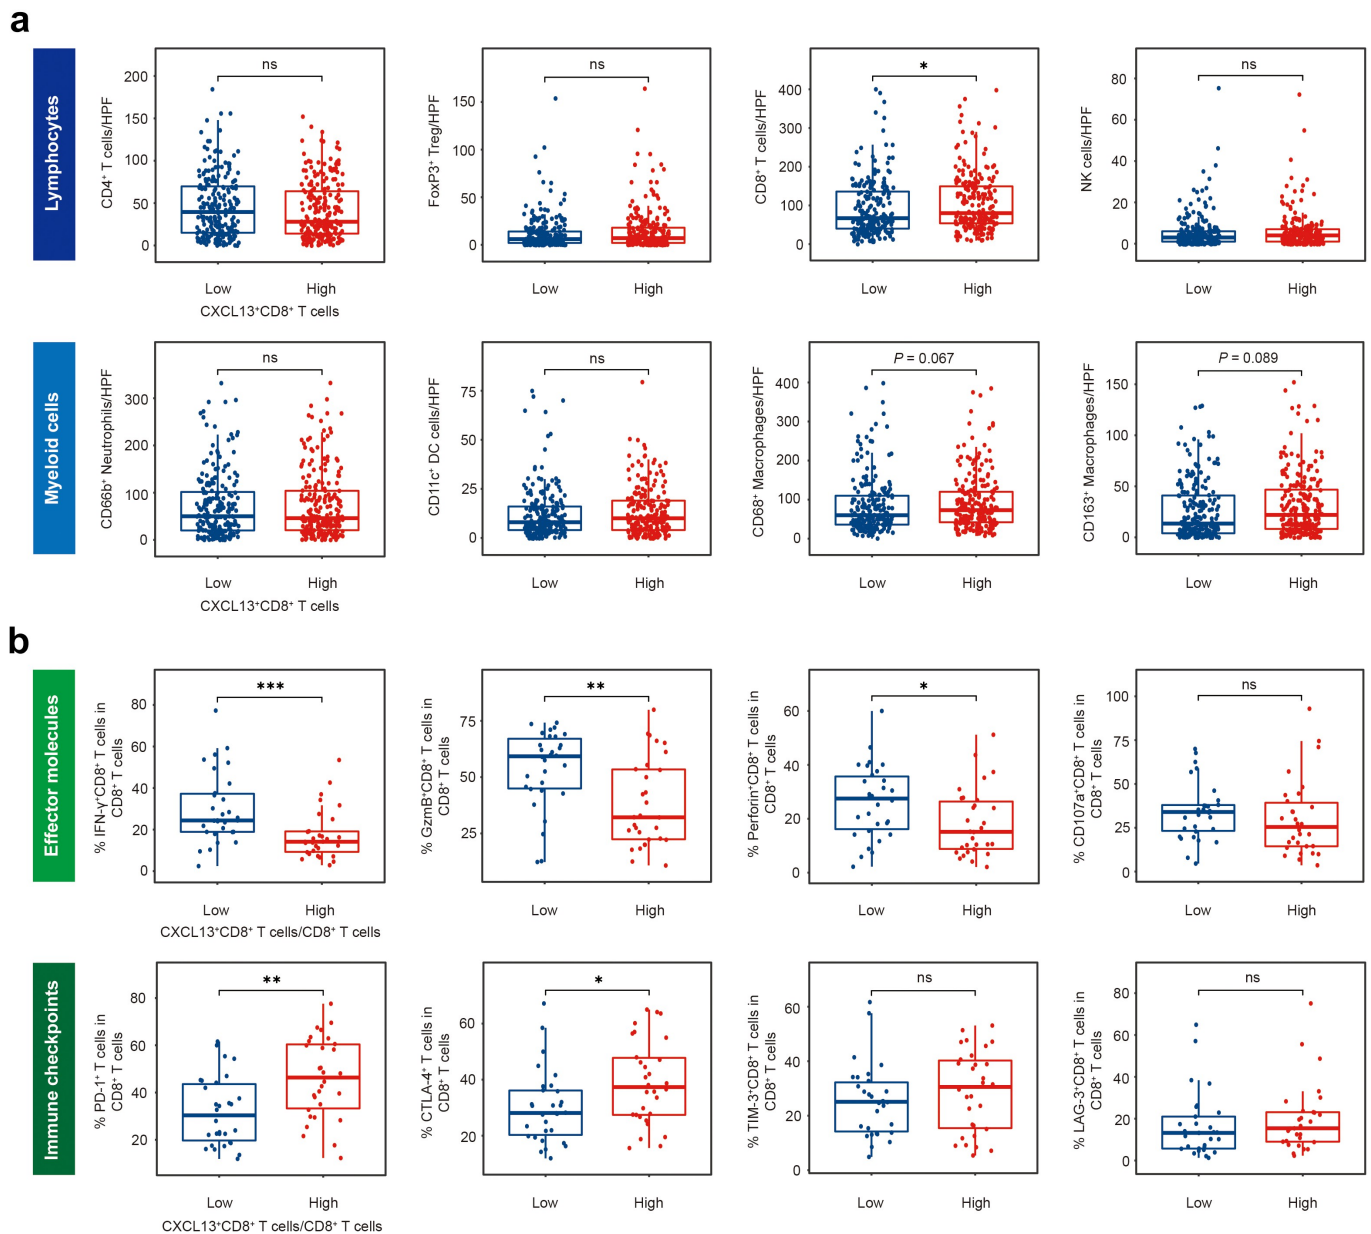 a
Lymphocytes
CD4⁺ T cells/HPF
200
150
100
50
0
ns
Low
High
CXCL13⁺CD8⁺ T cells
FoxP3⁺ Treg/HPF
150
100
50
0
ns
Low
High
CD8⁺ T cells/HPF
400
300
200
100
0
*
Low
High
NK cells/HPF
80
60
40
20
0
ns
Low
High
Myeloid cells
CD66b⁺ Neutrophils/HPF
300
200
100
0
ns
Low
High
CXCL13⁺CD8⁺ T cells
CD11c⁺ DC cells/HPF
75
50
25
0
ns
Low
High
CD68⁺ Macrophages/HPF
400
300
200
100
0
P = 0.067
Low
High
CD163⁺ Macrophages/HPF
150
100
50
0
P = 0.089
Low
High
b
Effector molecules
% IFN-γ⁺CD8⁺ T cells in
CD8⁺ T cells
80
60
40
20
0
***
Low
High
CXCL13⁺CD8⁺ T cells/CD8⁺ T cells
% GzmB⁺CD8⁺ T cells in
CD8⁺ T cells
75
50
25
**
Low
High
% Perforin⁺CD8⁺ T cells in
CD8⁺ T cells
60
40
20
0
*
Low
High
% CD107a⁺CD8⁺ T cells in
CD8⁺ T cells
100
75
50
25
0
ns
Low
High
Immune checkpoints
% PD-1⁺ T cells in
CD8⁺ T cells
80
60
40
20
**
Low
High
CXCL13⁺CD8⁺ T cells/CD8⁺ T cells
% CTLA-4⁺ T cells in
CD8⁺ T cells
60
40
20
*
Low
High
% TIM-3⁺CD8⁺ T cells in
CD8⁺ T cells
60
40
20
0
ns
Low
High
% LAG-3⁺CD8⁺ T cells in
CD8⁺ T cells
80
60
40
20
0
ns
Low
High